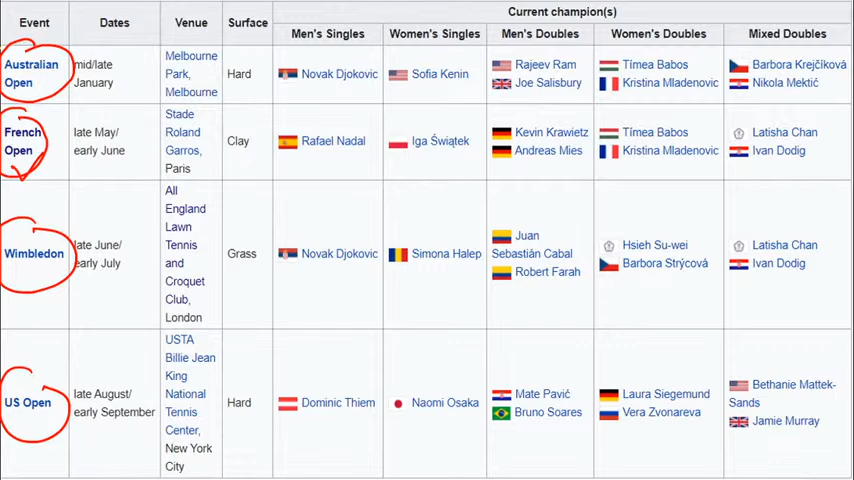 Event
Dates
Venue
Surface
Current champion(s)
Men's Singles
Women's Singles
Men's Doubles
Women's Doubles
Mixed Doubles
Australian
Open
mid/late
January
Melbourne
Park,
Melbourne
Hard
Novak Djokovic
Sofia Kenin
Rajeev Ram
Joe Salisbury
Tímea Babos
Kristina Mladenovic
Barbora Krejčíková
Nikola Mektić
French
Open
late May/
early June
Stade
Roland
Garros,
Paris
Clay
Rafael Nadal
Iga Świątek
Kevin Krawietz
Andreas Mies
Tímea Babos
Kristina Mladenovic
Latisha Chan
Ivan Dodig
Wimbledon
late June/
early July
All
England
Lawn
Tennis
and
Croquet
Club,
London
Grass
Novak Djokovic
Simona Halep
Juan
Sebastián Cabal
Robert Farah
Hsieh Su-wei
Barbora Strýcová
Latisha Chan
Ivan Dodig
US Open
late August/
early September
USTA
Billie Jean
King
National
Tennis
Center,
New York
City
Hard
Dominic Thiem
Naomi Osaka
Mate Pavić
Bruno Soares
Laura Siegemund
Vera Zvonareva
Bethanie Mattek-
Sands
Jamie Murray